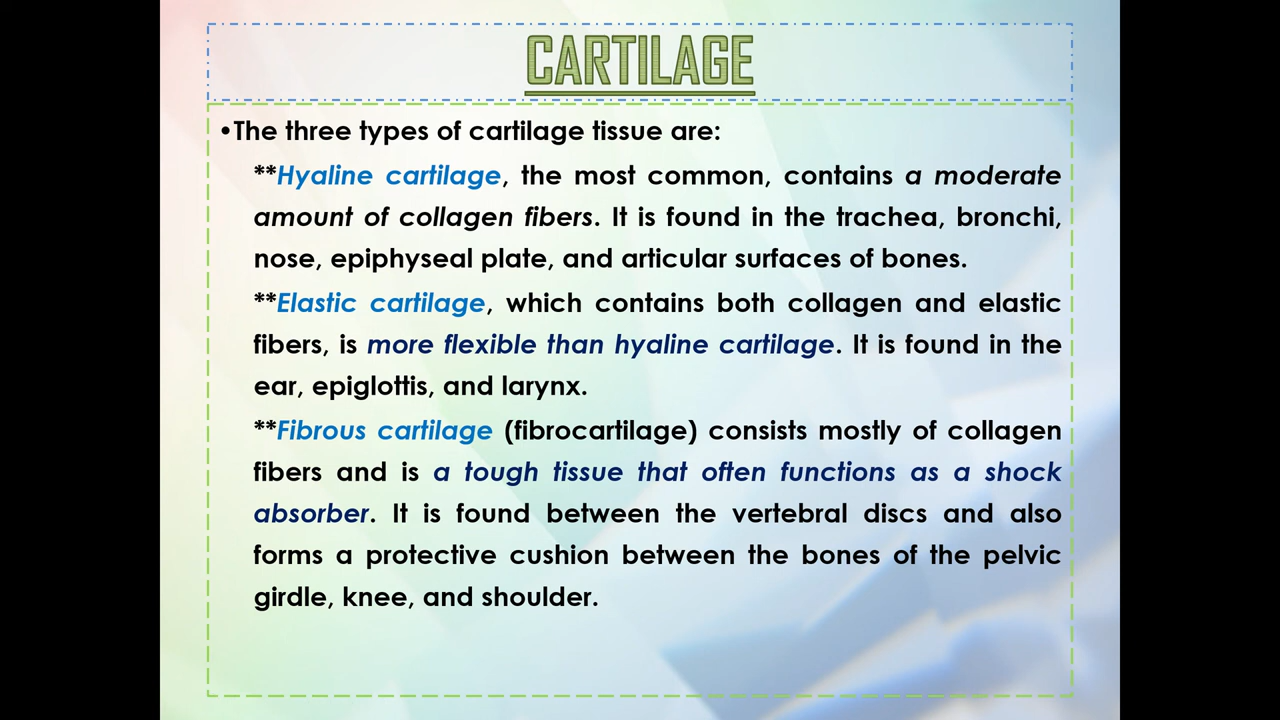 CARTILAGE
•The three types of cartilage tissue are:
**Hyaline cartilage, the most common, contains a moderate
amount of collagen fibers. It is found in the trachea, bronchi,
nose, epiphyseal plate, and articular surfaces of bones.
**Elastic cartilage, which contains both collagen and elastic
fibers, is more flexible than hyaline cartilage. It is found in the
ear, epiglottis, and larynx.
**Fibrous cartilage (fibrocartilage) consists mostly of collagen
fibers and is a tough tissue that often functions as a shock
absorber. It is found between the vertebral discs and also
forms a protective cushion between the bones of the pelvic
girdle, knee, and shoulder.